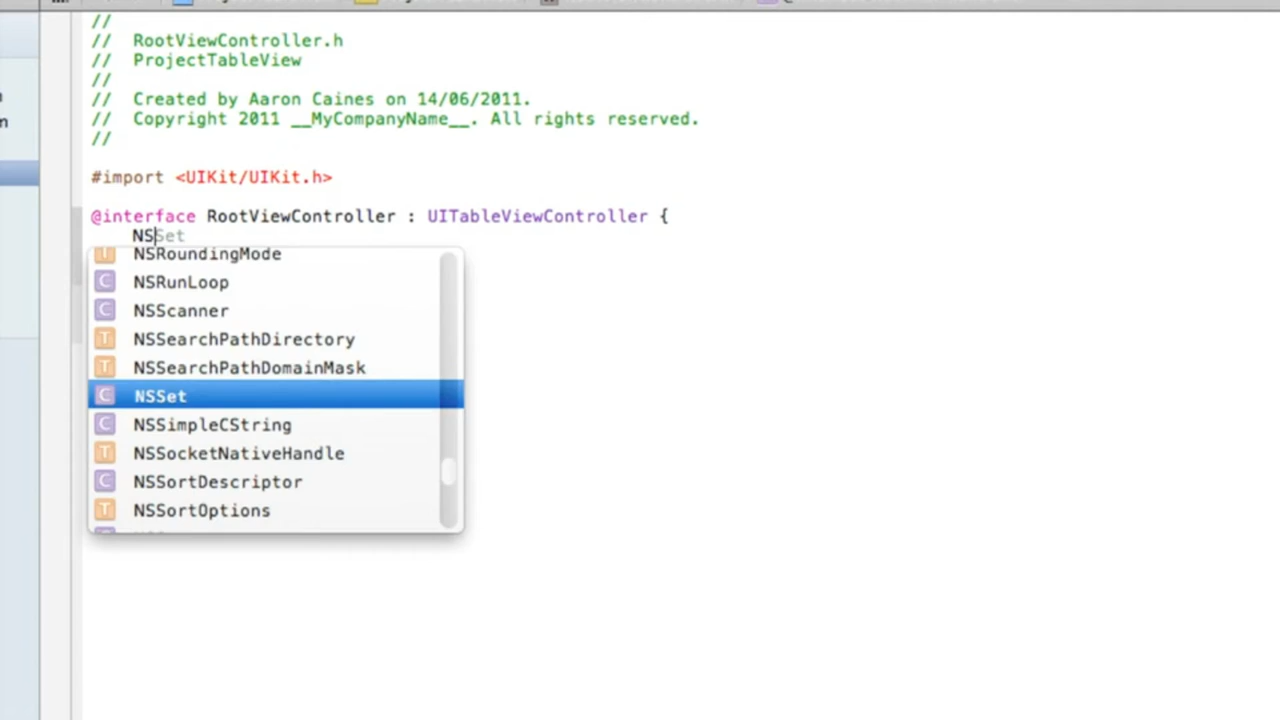 //
// RootViewController.h
// ProjectTableView
//
// Created by Aaron Caines on 14/06/2011.
// Copyright 2011 __MyCompanyName__. All rights reserved.
//
#import <UIKit/UIKit.h>
@interface RootViewController : UITableViewController {
NSSet
T NSRoundingMode
C NSRunLoop
C NSScanner
T NSSearchPathDirectory
T NSSearchPathDomainMask
C NSSet
C NSSimpleCString
T NSSocketNativeHandle
C NSSortDescriptor
T NSSortOptions